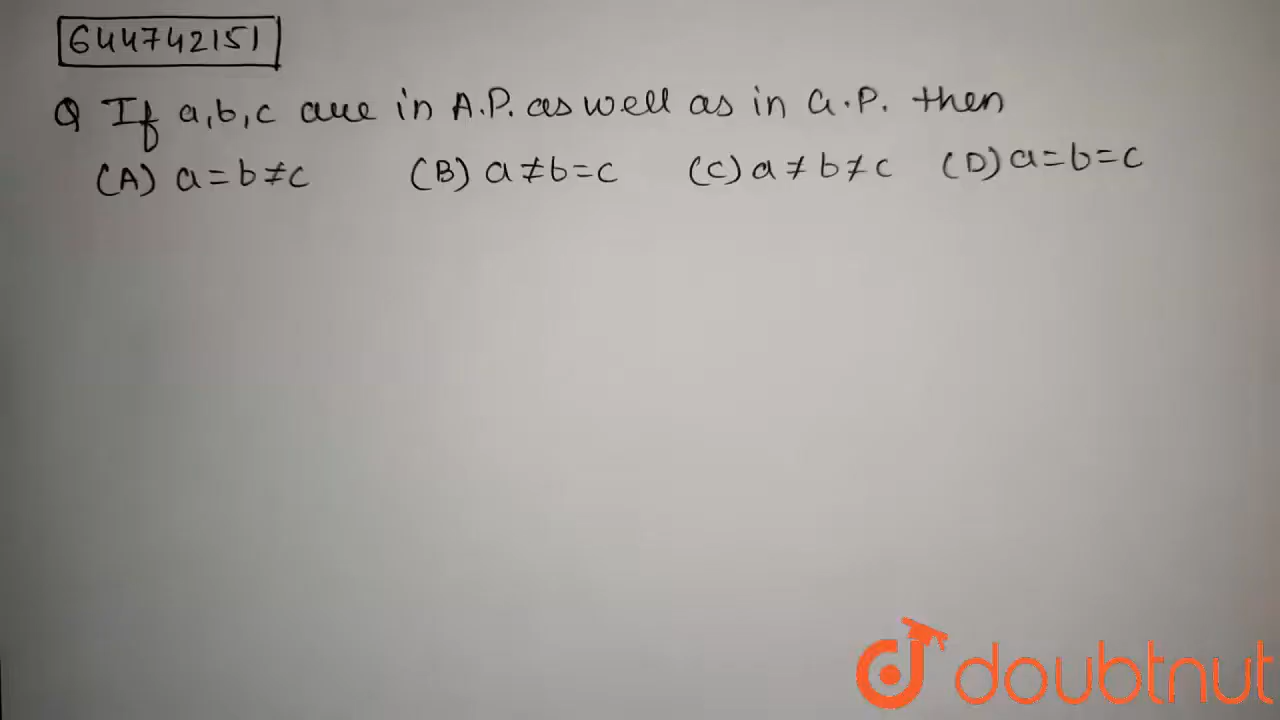 644742151
Q If a,b,c are in A.P. as well as in G.P. then
(A) a=b≠c (B) a≠b=c (C) a≠b≠c (D) a=b=c
doubtnut